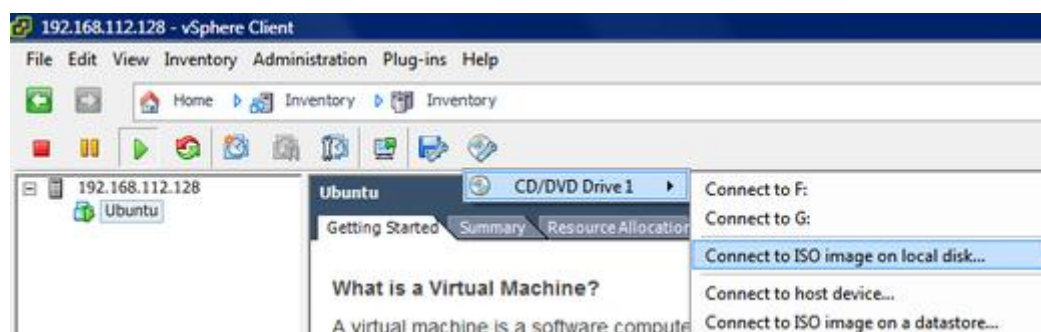 192.168.112.128 - vSphere Client
File Edit View Inventory Administration Plug-ins Help
Home Inventory Inventory
192.168.112.128
Ubuntu
Ubuntu
CD/DVD Drive 1
Getting Started Summary Resource Allocation
Connect to F:
Connect to G:
Connect to ISO image on local disk...
Connect to host device...
Connect to ISO image on a datastore...
What is a Virtual Machine?
A virtual machine is a software compute